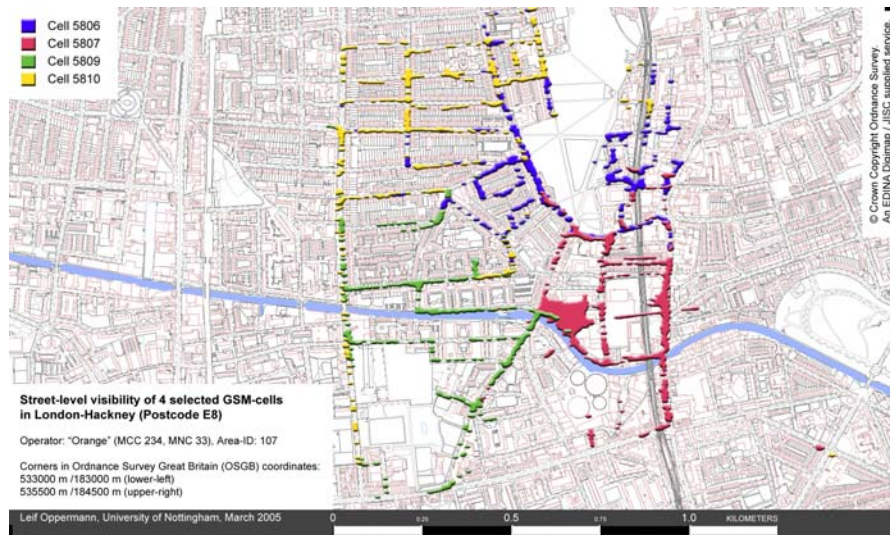 Cell 5806
Cell 5807
Cell 5809
Cell 5810
© Crown Copyright Ordnance Survey.
An EDINA Digimap / JISC supplied service.
Street-level visibility of 4 selected GSM-cells
in London-Hackney (Postcode E8)
Operator: "Orange" (MCC 234, MNC 33), Area-ID: 107
Corners in Ordnance Survey Great Britain (OSGB) coordinates:
533000 m /183000 m (lower-left)
535500 m /184500 m (upper-right)
Leif Oppermann, University of Nottingham, March 2005
0 0.25 0.5 0.75 1.0 KILOMETERS